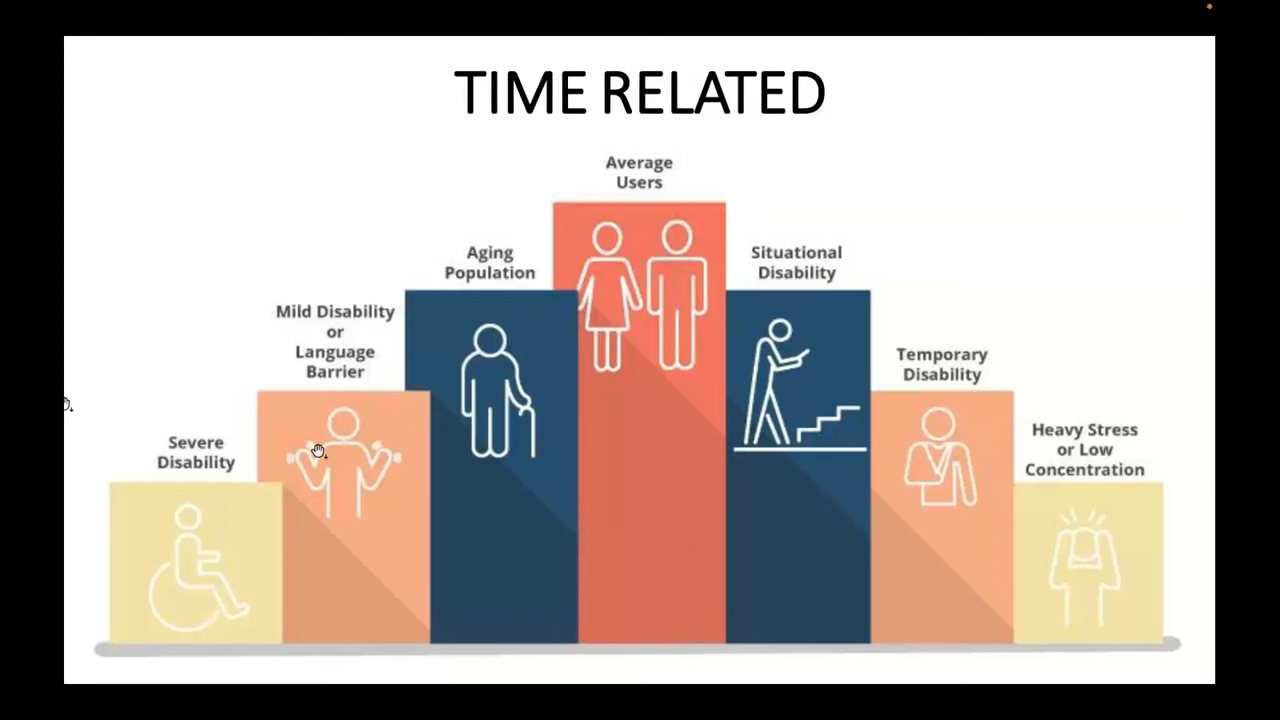 TIME RELATED
Average
Users
Aging
Population
Situational
Disability
Mild Disability
or
Language
Barrier
Temporary
Disability
Severe
Disability
Heavy Stress
or Low
Concentration